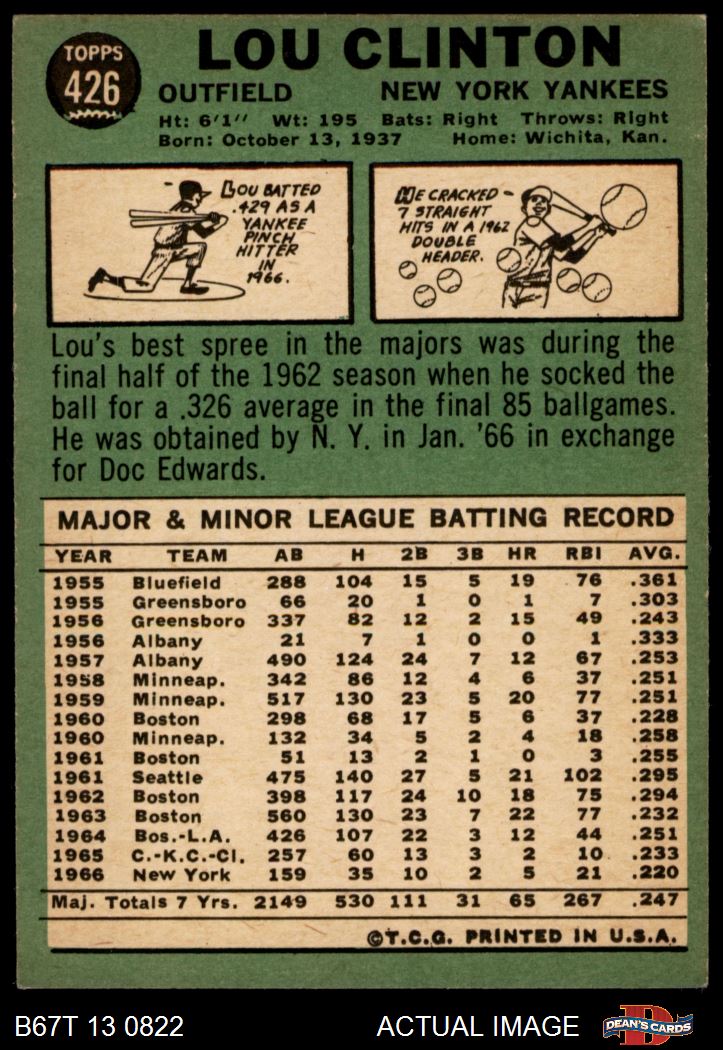 TOPPS
426
LOU CLINTON
OUTFIELD NEW YORK YANKEES
Ht: 6'1'' Wt: 195 Bats: Right Throws: Right
Born: October 13, 1937 Home: Wichita, Kan.
LOU BATTED
.429 AS A
YANKEE
PINCH
HITTER
IN
1966.
HE CRACKED
7 STRAIGHT
HITS IN A 1962
DOUBLE
HEADER.
Lou's best spree in the majors was during the
final half of the 1962 season when he socked the
ball for a .326 average in the final 85 ballgames.
He was obtained by N. Y. in Jan. '66 in exchange
for Doc Edwards.
MAJOR & MINOR LEAGUE BATTING RECORD
YEAR TEAM AB H 2B 3B HR RBI AVG.
1955 Bluefield 288 104 15 5 19 76 .361
1955 Greensboro 66 20 1 0 1 7 .303
1956 Greensboro 337 82 12 2 15 49 .243
1956 Albany 21 7 1 0 0 1 .333
1957 Albany 490 124 24 7 12 67 .253
1958 Minneap. 342 86 12 4 6 37 .251
1959 Minneap. 517 130 23 5 20 77 .251
1960 Boston 298 68 17 5 6 37 .228
1960 Minneap. 132 34 5 2 4 18 .258
1961 Boston 51 13 2 1 0 3 .255
1961 Seattle 475 140 27 5 21 102 .295
1962 Boston 398 117 24 10 18 75 .294
1963 Boston 560 130 23 7 22 77 .232
1964 Bos.-L.A. 426 107 22 3 12 44 .251
1965 C.-K.C.-Cl. 257 60 13 3 2 10 .233
1966 New York 159 35 10 2 5 21 .220
Maj. Totals 7 Yrs. 2149 530 111 31 65 267 .247
©T.C.G. PRINTED IN U.S.A.
B67T 13 0822 ACTUAL IMAGE DEAN'S CARDS